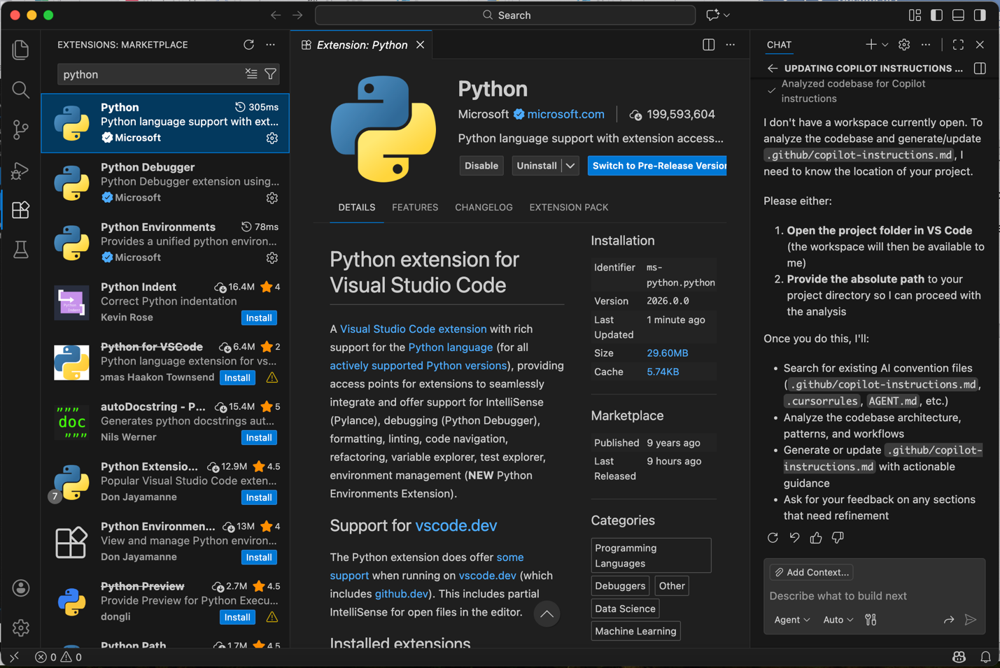 Search
EXTENSIONS: MARKETPLACE
python
Python
305ms
Python language support with ext...
Microsoft
Python Debugger
Python Debugger extension using...
Microsoft
Python Environments
78ms
Provides a unified python environ...
Microsoft
Python Indent
16.4M
4
Correct Python indentation
Kevin Rose
Install
Python for VSCode
6.4M
2
Python language extension for vs...
omas Haakon Townsend
Install
autoDocstring - P...
15.4M
5
Generates python docstrings aut...
Nils Werner
Install
""" doc """
Python Extensio...
12.9M
4.5
Popular Visual Studio Code exten...
7
Don Jayamanne
Install
Python Environmen...
13M
4
View and manage Python environ...
Don Jayamanne
Install
Python Preview
2.7M
4.5
Provide Preview for Python Execu...
dongli
Install
Python Path
1.7M
4.5
0
0
Extension: Python
Python
Microsoft
microsoft.com
199,593,604
Python language support with extension access...
Disable
Uninstall
Switch to Pre-Release Version
DETAILS
FEATURES
CHANGELOG
EXTENSION PACK
Python extension for
Visual Studio Code
A Visual Studio Code extension with rich
support for the Python language (for all
actively supported Python versions), providing
access points for extensions to seamlessly
integrate and offer support for IntelliSense
(Pylance), debugging (Python Debugger),
formatting, linting, code navigation,
refactoring, variable explorer, test explorer,
environment management (NEW Python
Environments Extension).
Support for vscode.dev
The Python extension does offer some
support when running on vscode.dev (which
includes github.dev). This includes partial
IntelliSense for open files in the editor.
Installed extensions
Installation
Identifier
ms-
python.python
Version
2026.0.0
Last
Updated
1 minute ago
Size
29.60MB
Cache
5.74KB
Marketplace
Published
9 years ago
Last
Released
9 hours ago
Categories
Programming
Languages
Debuggers
Other
Data Science
Machine Learning
CHAT
UPDATING COPILOT INSTRUCTIONS ...
Analyzed codebase for Copilot
instructions
I don't have a workspace currently open. To
analyze the codebase and generate/update
.github/copilot-instructions.md, I
need to know the location of your project.
Please either:
1. Open the project folder in VS Code
(the workspace will then be available to
me)
2. Provide the absolute path to your
project directory so I can proceed with
the analysis
Once you do this, I'll:
• Search for existing AI convention files
(.github/copilot-instructions.md,
.cursorrules, AGENT.md, etc.)
• Analyze the codebase architecture,
patterns, and workflows
• Generate or update .github/copilot-
instructions.md with actionable
guidance
• Ask for your feedback on any sections
that need refinement
Add Context...
Describe what to build next
Agent
Auto